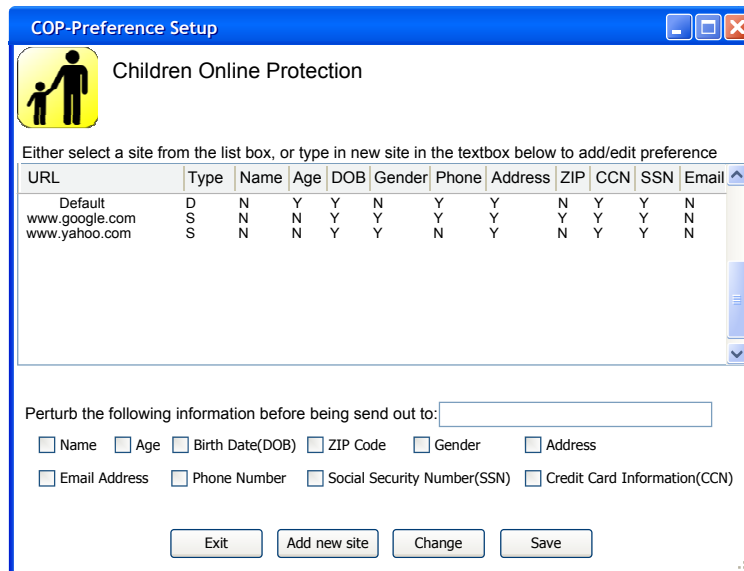 COP-Preference Setup
Children Online Protection
Either select a site from the list box, or type in new site in the textbox below to add/edit preference
URL Type Name Age DOB Gender Phone Address ZIP CCN SSN Email
Default D N Y Y N Y Y N Y Y N
www.google.com S N N Y Y Y Y Y Y Y N
www.yahoo.com S N N Y Y N Y N Y Y N
Perturb the following information before being send out to:
Name Age Birth Date(DOB) ZIP Code Gender Address
Email Address Phone Number Social Security Number(SSN) Credit Card Information(CCN)
Exit Add new site Change Save